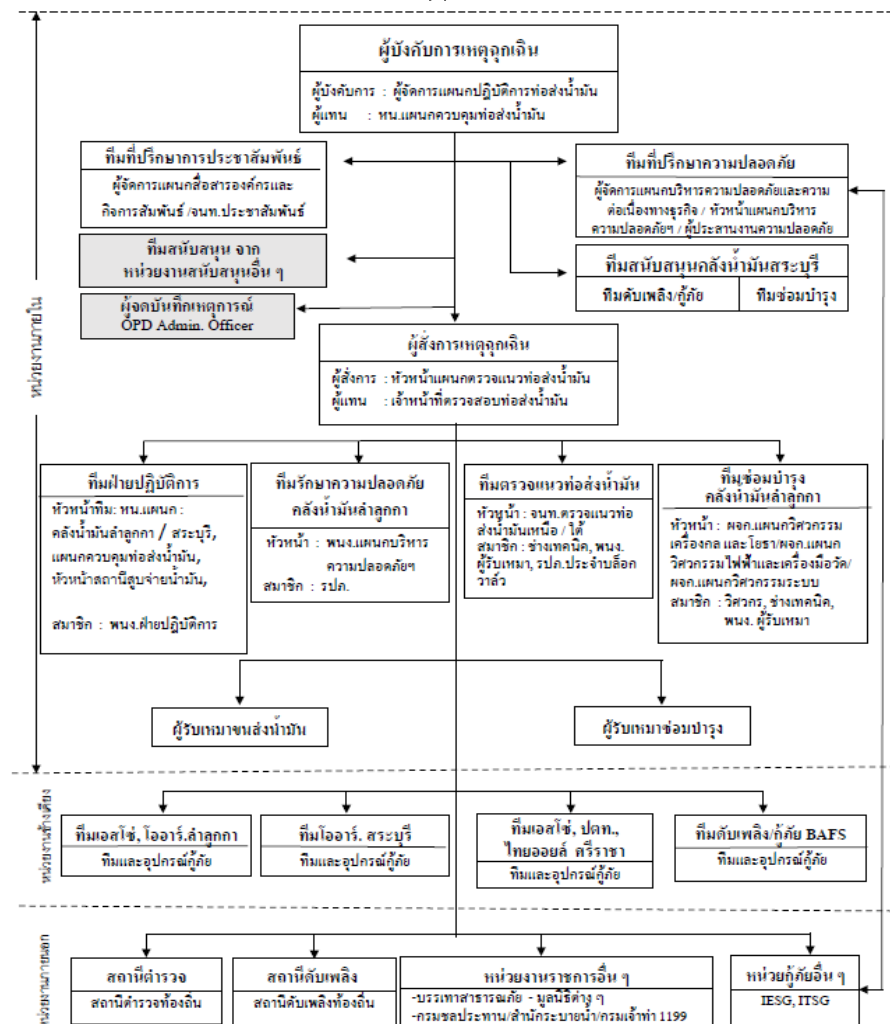 ผู้บังคับการเหตุฉุกเฉิน
ผู้บังคับการ : ผู้จัดการแผนกปฏิบัติการท่อส่งน้ำมัน
ผู้แทน : หน.แผนกควบคุมท่อส่งน้ำมัน
ทีมที่ปรึกษาการประชาสัมพันธ์
ผู้จัดการแผนกสื่อสารองค์กรและ
กิจการสัมพันธ์ /จนท.ประชาสัมพันธ์
ทีมที่ปรึกษาความปลอดภัย
ผู้จัดการแผนกบริหารความปลอดภัยและความ
ต่อเนื่องทางธุรกิจ / หัวหน้าแผนกบริหาร
ความปลอดภัยฯ / ผู้ประสานงานความปลอดภัย
ทีมสนับสนุน จาก
หน่วยงานสนับสนุนอื่น ๆ
ทีมสนับสนุนคลังน้ำมันสระบุรี
ทีมดับเพลิง/กู้ภัย
ทีมซ่อมบำรุง
ผู้จดบันทึกเหตุการณ์
OPD Admin. Officer
หน่วยงานภายใน
ผู้สั่งการเหตุฉุกเฉิน
ผู้สั่งการ : หัวหน้าแผนกตรวจแนวท่อส่งน้ำมัน
ผู้แทน : เจ้าหน้าที่ตรวจสอบท่อส่งน้ำมัน
ทีมฝ่ายปฏิบัติการ
หัวหน้าทีม: หน.แผนก :
คลังน้ำมันลำลูกกา / สระบุรี,
แผนกควบคุมท่อส่งน้ำมัน,
หัวหน้าสถานีสูบจ่ายน้ำมัน,
สมาชิก : พนง.ฝ่ายปฏิบัติการ
ทีมรักษาความปลอดภัย
คลังน้ำมันลำลูกกา
หัวหน้า : พนง.แผนกบริหาร
ความปลอดภัยฯ
สมาชิก : รปภ.
ทีมตรวจแนวท่อส่งน้ำมัน
หัวหน้า : จนท.ตรวจแนวท่อ
ส่งน้ำมันเหนือ / ใต้
สมาชิก : ช่างเทคนิค, พนง.
ผู้รับเหมา, รปภ.ประจำบล็อก
วาล์ว
ทีมซ่อมบำรุง
คลังน้ำมันลำลูกกา
หัวหน้า : ผจก.แผนกวิศวกรรม
เครื่องกล และโยธา/ผจก.แผนก
วิศวกรรมไฟฟ้าและเครื่องมือวัด/
ผจก.แผนกวิศวกรรมระบบ
สมาชิก : วิศวกร, ช่างเทคนิค,
พนง. ผู้รับเหมา
ผู้รับเหมาขนส่งน้ำมัน
ผู้รับเหมาซ่อมบำรุง
หน่วยงานข้างเคียง
ทีมเอสโซ่, โออาร์.ลำลูกกา
ทีมและอุปกรณ์กู้ภัย
ทีมโออาร์. สระบุรี
ทีมและอุปกรณ์กู้ภัย
ทีมเอสโซ่, ปตท.,
ไทยออยล์ ศรีราชา
ทีมและอุปกรณ์กู้ภัย
ทีมดับเพลิง/กู้ภัย BAFS
ทีมและอุปกรณ์กู้ภัย
หน่วยงานภายนอก
สถานีตำรวจ
สถานีตำรวจท้องถิ่น
สถานีดับเพลิง
สถานีดับเพลิงท้องถิ่น
หน่วยงานราชการอื่น ๆ
-บรรเทาสาธารณภัย - มูลนิธิต่าง ๆ
-กรมชลประทาน/สำนักระบายน้ำ/กรมเจ้าท่า 1199
หน่วยกู้ภัยอื่น ๆ
IESG, ITSG